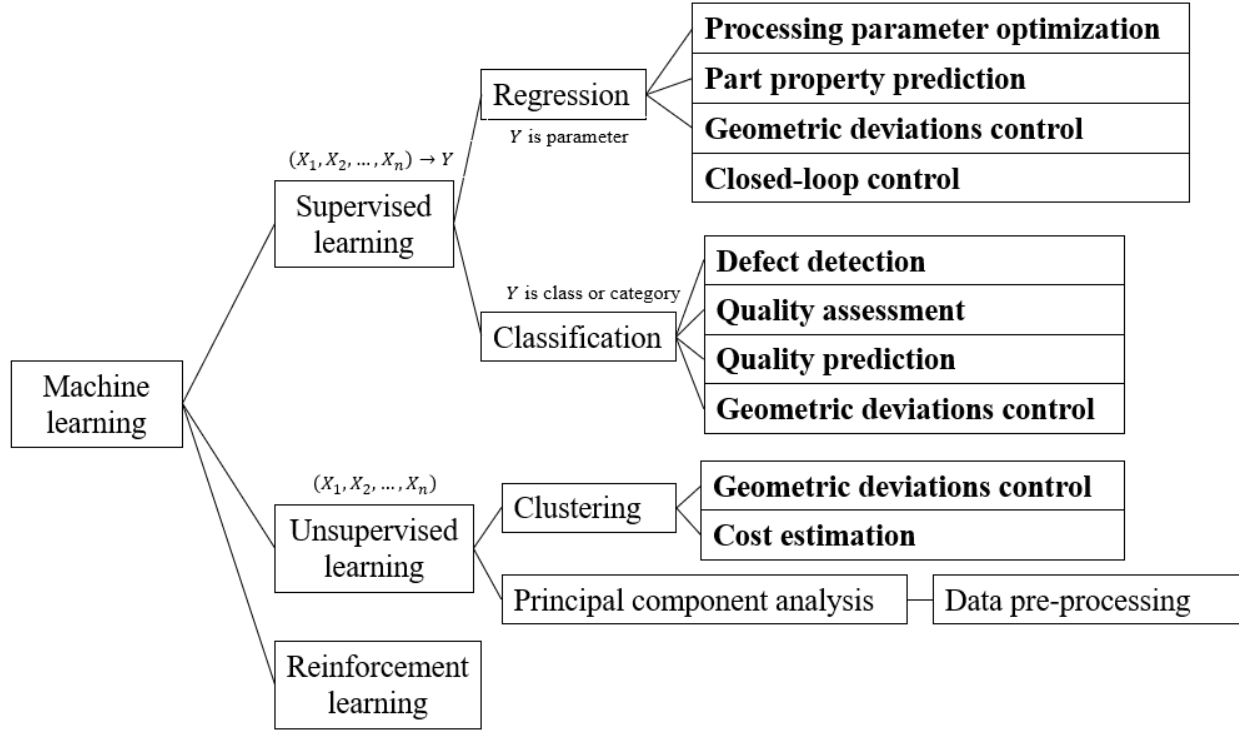 Machine
learning
(X₁, X₂, …, Xₙ) → Y
Supervised
learning
Regression
Y is parameter
Processing parameter optimization
Part property prediction
Geometric deviations control
Closed-loop control
Y is class or category
Classification
Defect detection
Quality assessment
Quality prediction
Geometric deviations control
(X₁, X₂, …, Xₙ)
Unsupervised
learning
Clustering
Geometric deviations control
Cost estimation
Principal component analysis
Data pre-processing
Reinforcement
learning